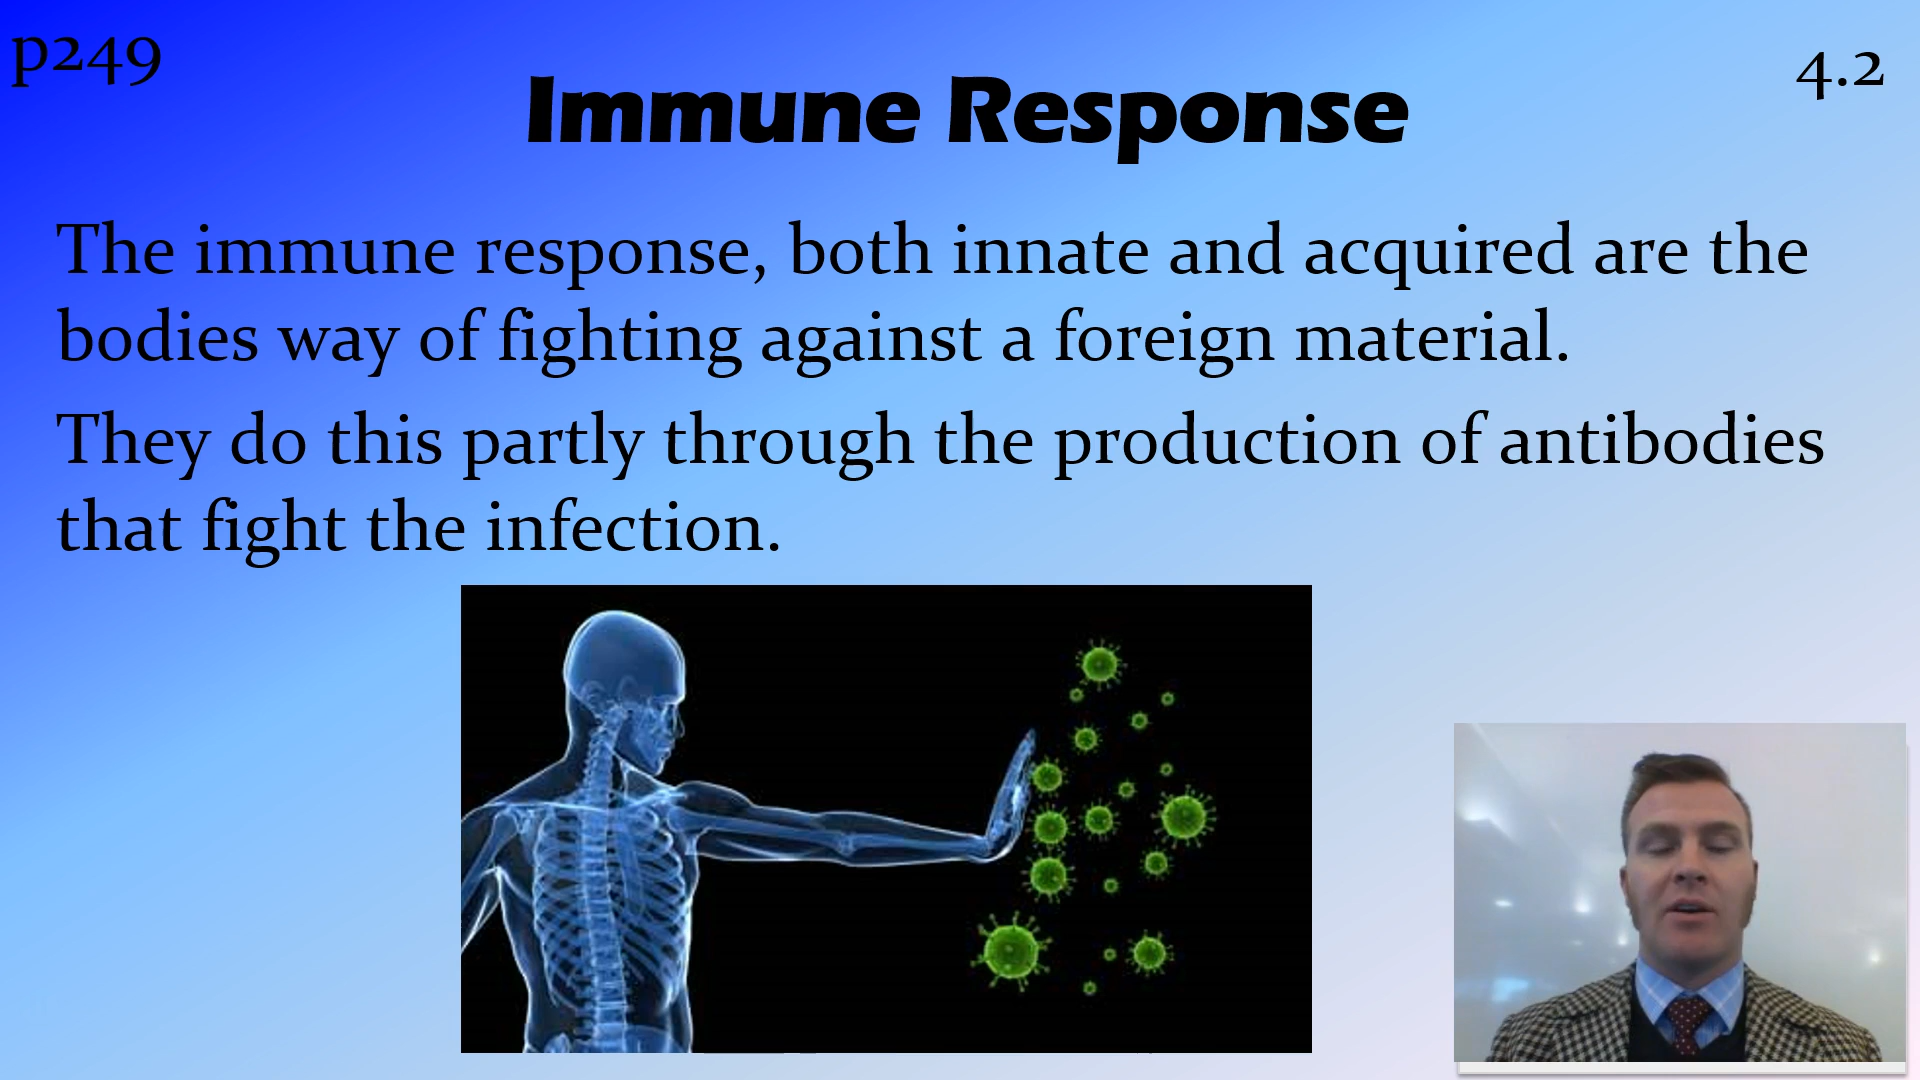 p249
4.2
Immune Response
The immune response, both innate and acquired are the
bodies way of fighting against a foreign material.
They do this partly through the production of antibodies
that fight the infection.